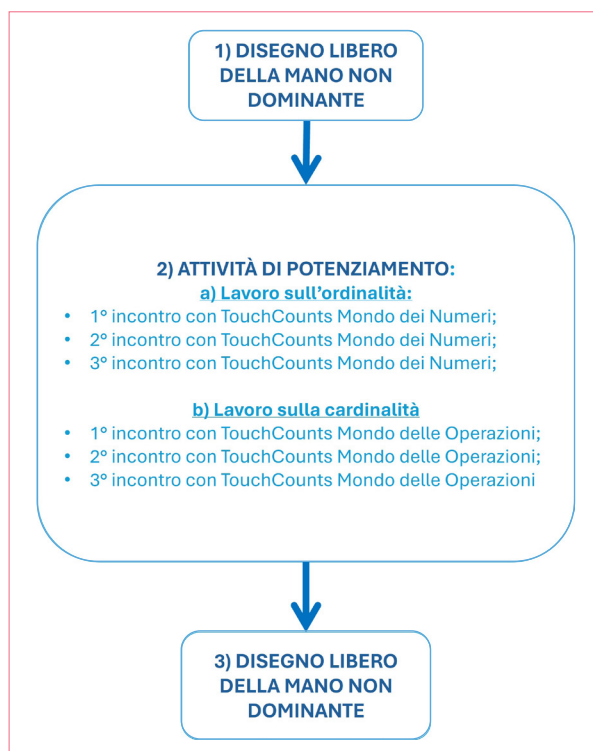 1) DISEGNO LIBERO
DELLA MANO NON
DOMINANTE
2) ATTIVITÀ DI POTENZIAMENTO:
a) Lavoro sull'ordinalità:
• 1° incontro con TouchCounts Mondo dei Numeri;
• 2° incontro con TouchCounts Mondo dei Numeri;
• 3° incontro con TouchCounts Mondo dei Numeri;
b) Lavoro sulla cardinalità
• 1° incontro con TouchCounts Mondo delle Operazioni;
• 2° incontro con TouchCounts Mondo delle Operazioni;
• 3° incontro con TouchCounts Mondo delle Operazioni
3) DISEGNO LIBERO
DELLA MANO NON
DOMINANTE